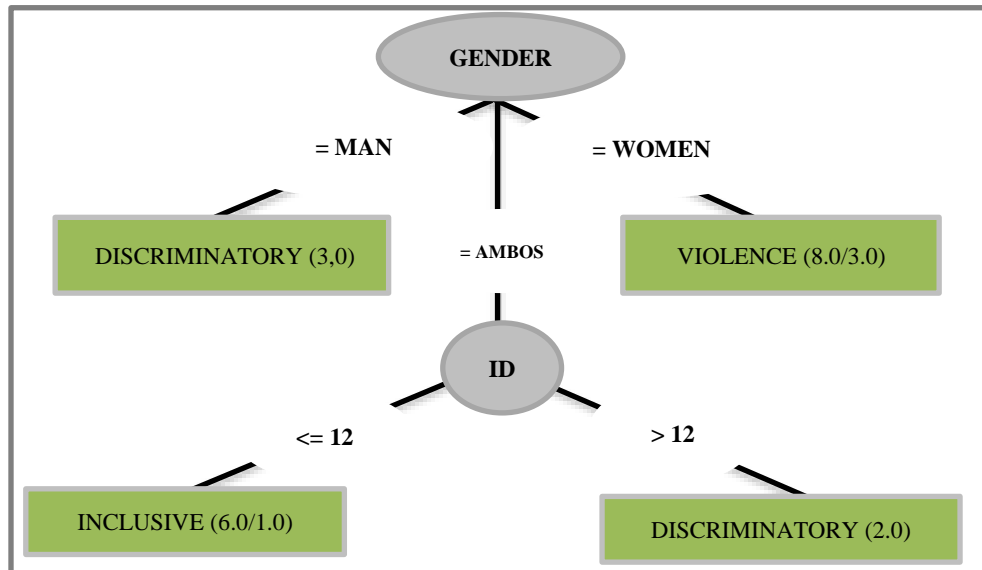 GENDER
= MAN
= WOMEN
DISCRIMINATORY (3,0)
= AMBOS
VIOLENCE (8.0/3.0)
ID
<= 12
> 12
INCLUSIVE (6.0/1.0)
DISCRIMINATORY (2.0)